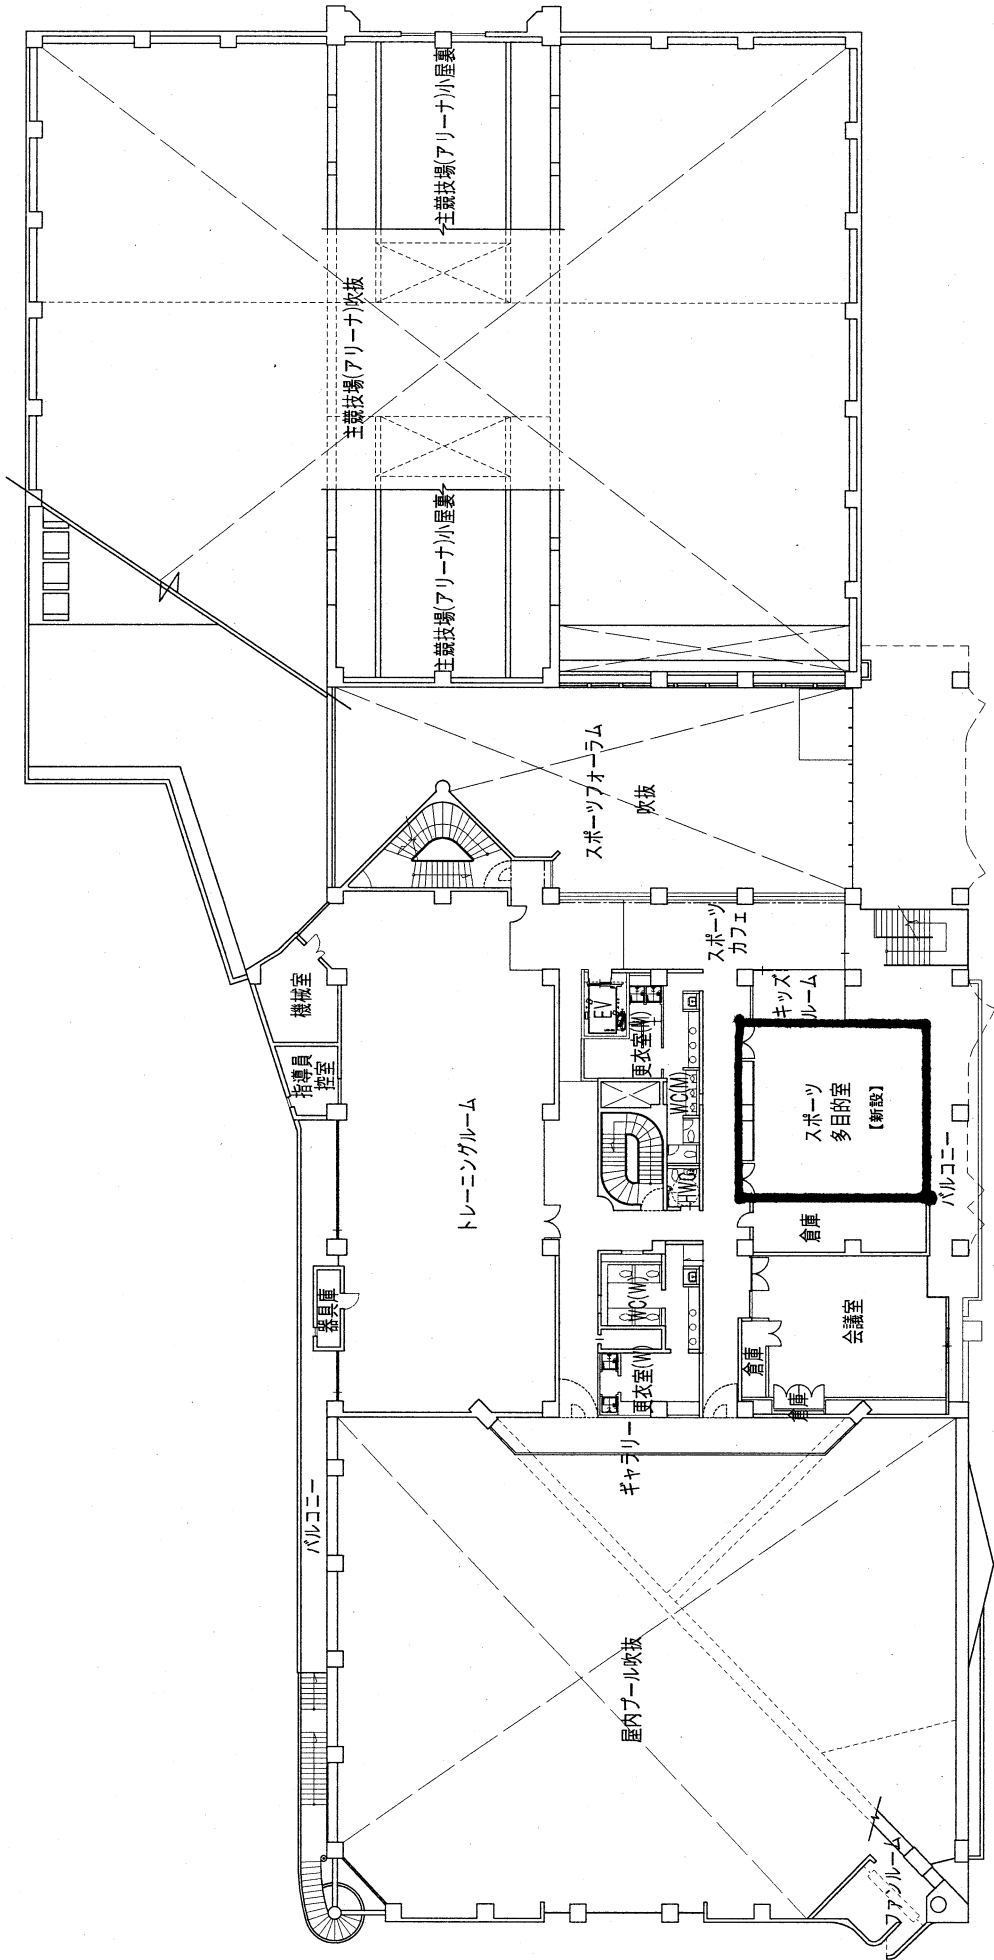 主競技場(アリーナ)小屋裏
主競技場(アリーナ)吹抜
主競技場(アリーナ)小屋裏
スポーツフォーラム
吹抜
スポーツ
カフェ
キッズ
ルーム
機械室
指導員
控室
EV
更衣室(M)
WC(M)
HWC
トレーニングルーム
スポーツ
多目的室
【新設】
バルコニー
倉庫
器具庫
WC(W)
更衣室(W)
会議室
倉庫
倉庫
ギャラリー
バルコニー
屋内プール吹抜
ファンルーム